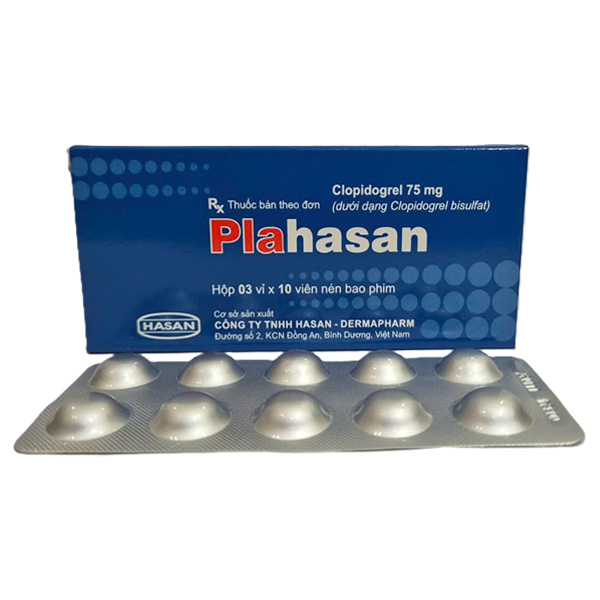 Clopidogrel 75 mg
Rx Thuốc bán theo đơn
(dưới dạng Clopidogrel bisulfat)
Plahasan
Hộp 03 vỉ x 10 viên nén bao phim
Cơ sở sản xuất
HASAN
CÔNG TY TNHH HASAN - DERMAPHARM
Đường số 2, KCN Đồng An, Bình Dương, Việt Nam